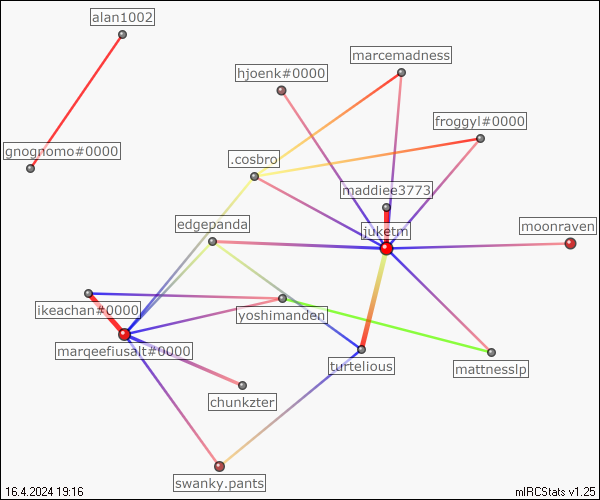 alan1002
marcemadness
hjoenk#0000
froggyl#0000
gnognomo#0000
.cosbro
maddiee3773
edgepanda
juketm
moonraven
ikeachan#0000
yoshimanden
marqeefiusalt#0000
turtelious
mattnesslp
chunkzter
swanky.pants
16.4.2024 19:16
mIRCStats v1.25